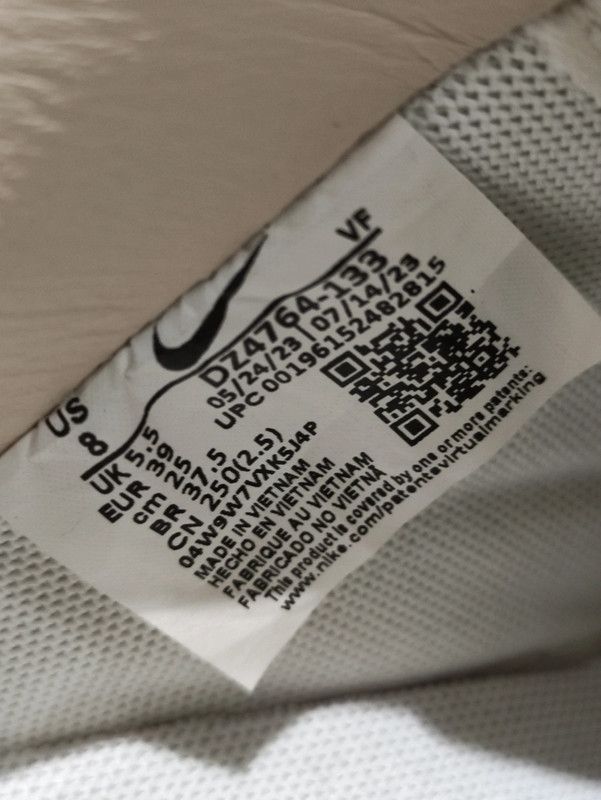 VF
DZ4764-133
05/24/23 07/14/23
UPC 00196152482815
US 8
UK 5.5
EUR 39
cm 25
BR 37.5
CN 250(2.5)
04W9W7VXK5J4P
MADE IN VIETNAM
HECHO EN VIETNAM
FABRIQUE AU VIETNAM
FABRICADO NO VIETNÃ
This product is covered by one or more patents:
www.nike.com/patentsvirtualmarking